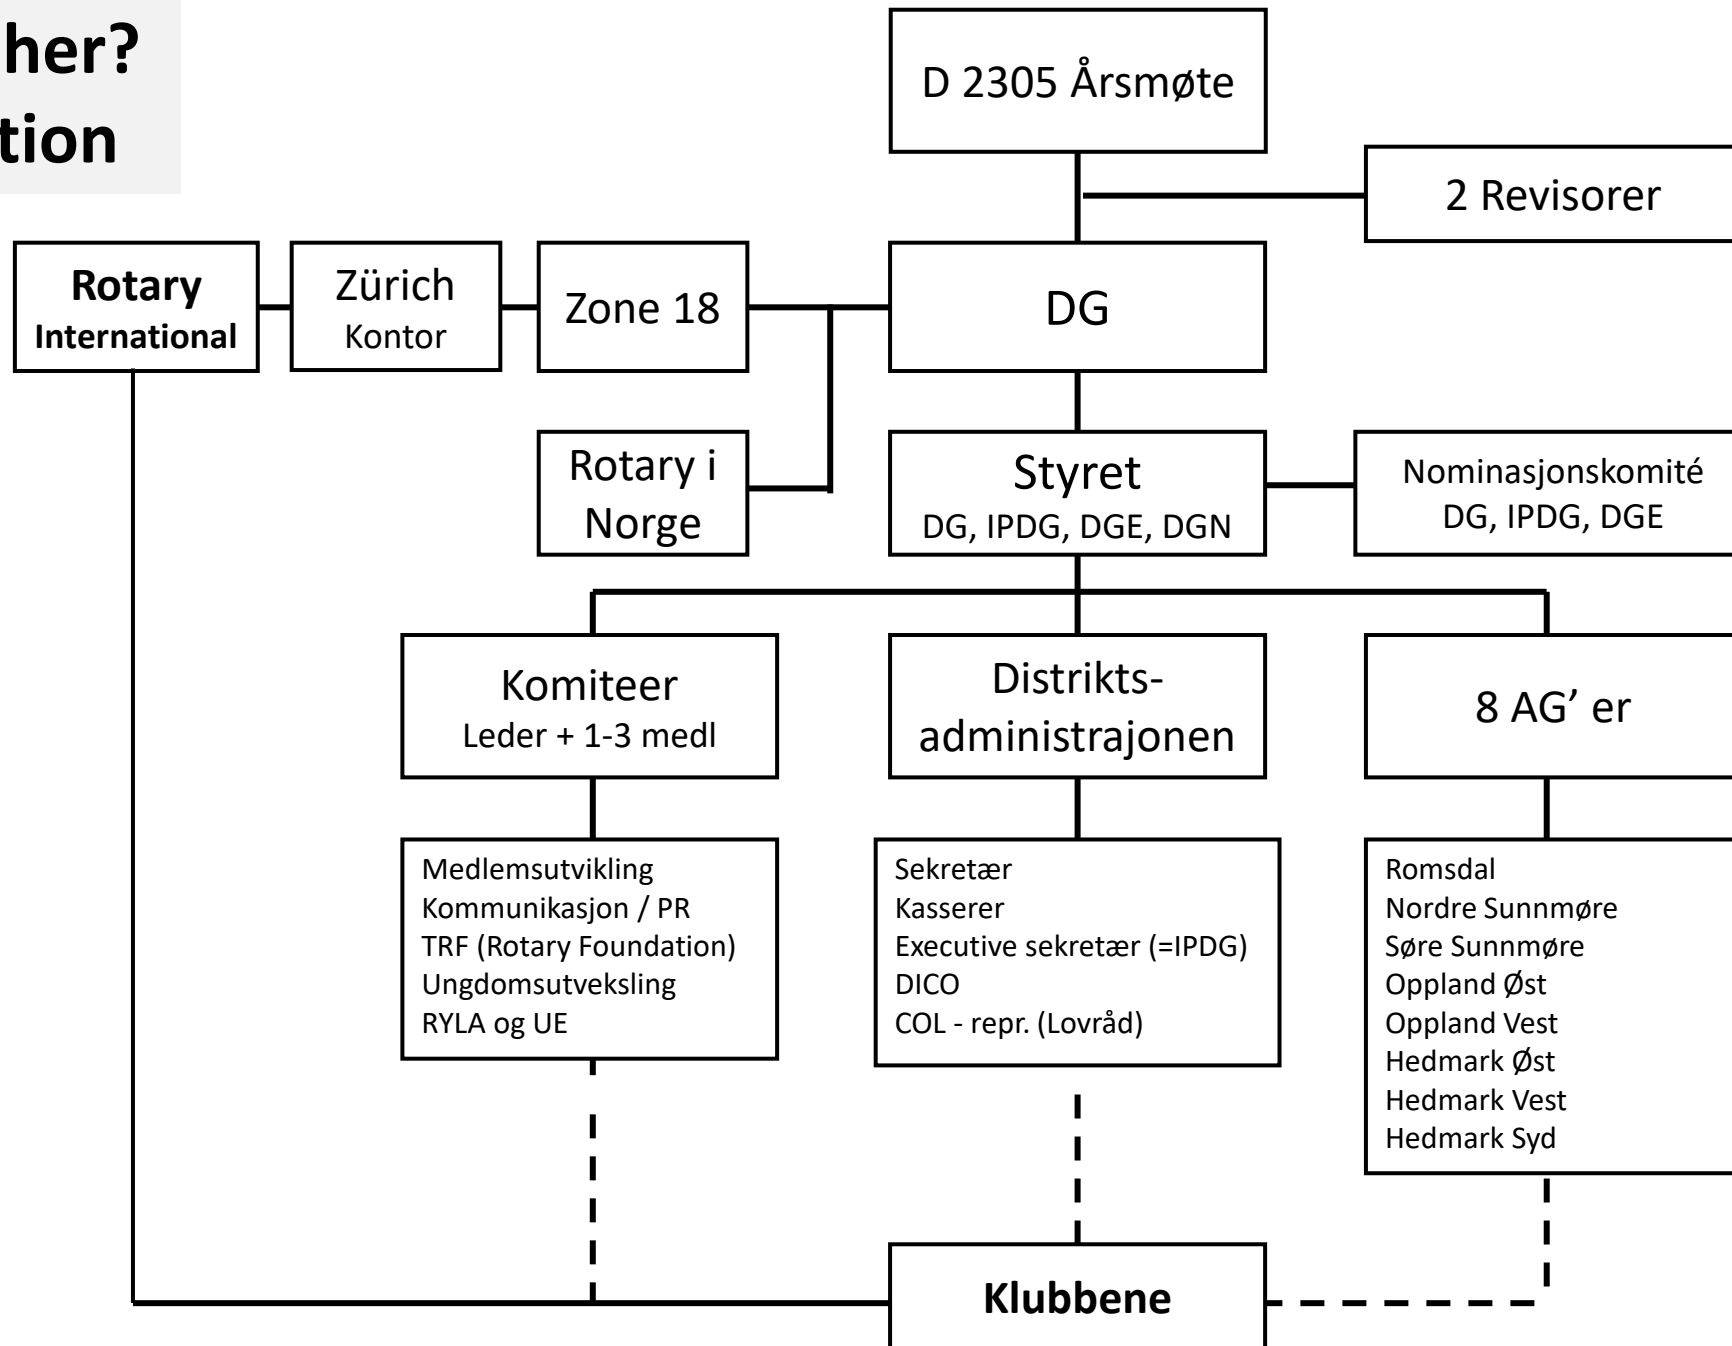 her?
tion
D 2305 Årsmøte
2 Revisorer
Rotary
International
Zürich
Kontor
Zone 18
DG
Rotary i
Norge
Styret
DG, IPDG, DGE, DGN
Nominasjonskomité
DG, IPDG, DGE
Komiteer
Leder + 1-3 medl
Distrikts-
administrajonen
8 AG’ er
Medlemsutvikling
Kommunikasjon / PR
TRF (Rotary Foundation)
Ungdomsutveksling
RYLA og UE
Sekretær
Kasserer
Executive sekretær (=IPDG)
DICO
COL - repr. (Lovråd)
Romsdal
Nordre Sunnmøre
Søre Sunnmøre
Oppland Øst
Oppland Vest
Hedmark Øst
Hedmark Vest
Hedmark Syd
Klubbene